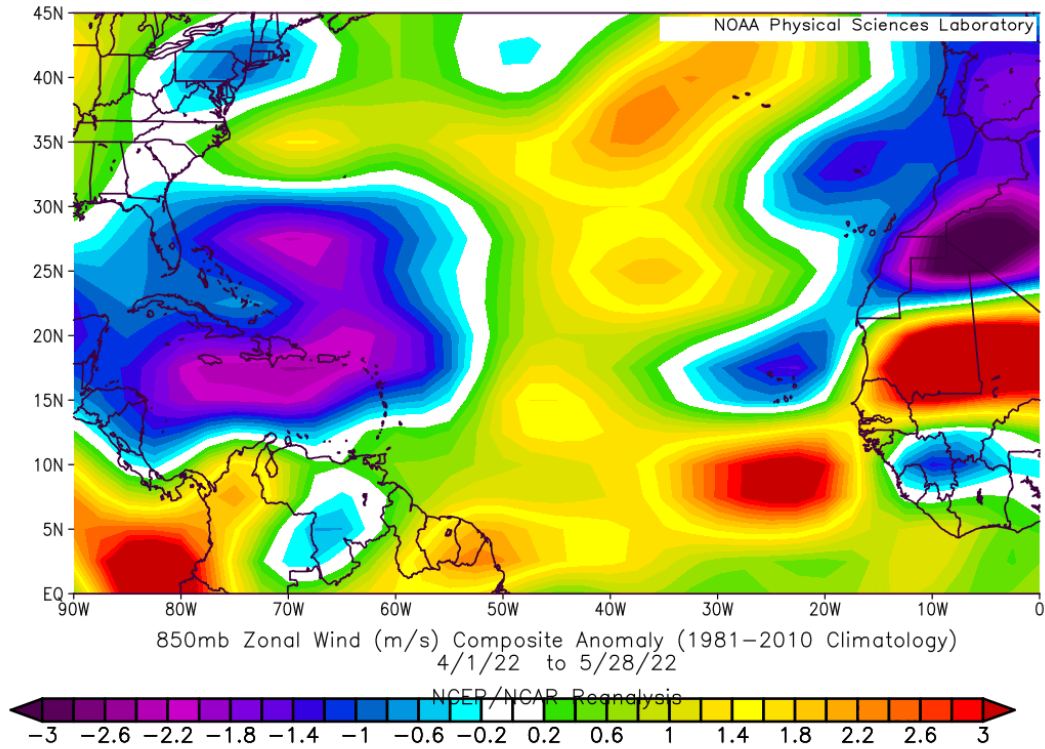 45N
NOAA Physical Sciences Laboratory
40N
35N
30N
25N
20N
15N
10N
5N
EQ
90W 80W 70W 60W 50W 40W 30W 20W 10W 0
850mb Zonal Wind (m/s) Composite Anomaly (1981-2010 Climatology)
4/1/22 to 5/28/22
NCEP/NCAR Reanalysis
-3 -2.6 -2.2 -1.8 -1.4 -1 -0.6 -0.2 0.2 0.6 1 1.4 1.8 2.2 2.6 3